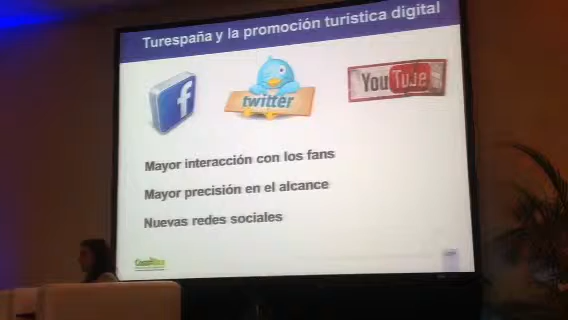 Turespaña y la promoción turística digital
f
twitter
YouTube
Mayor interacción con los fans
Mayor precisión en el alcance
Nuevas redes sociales